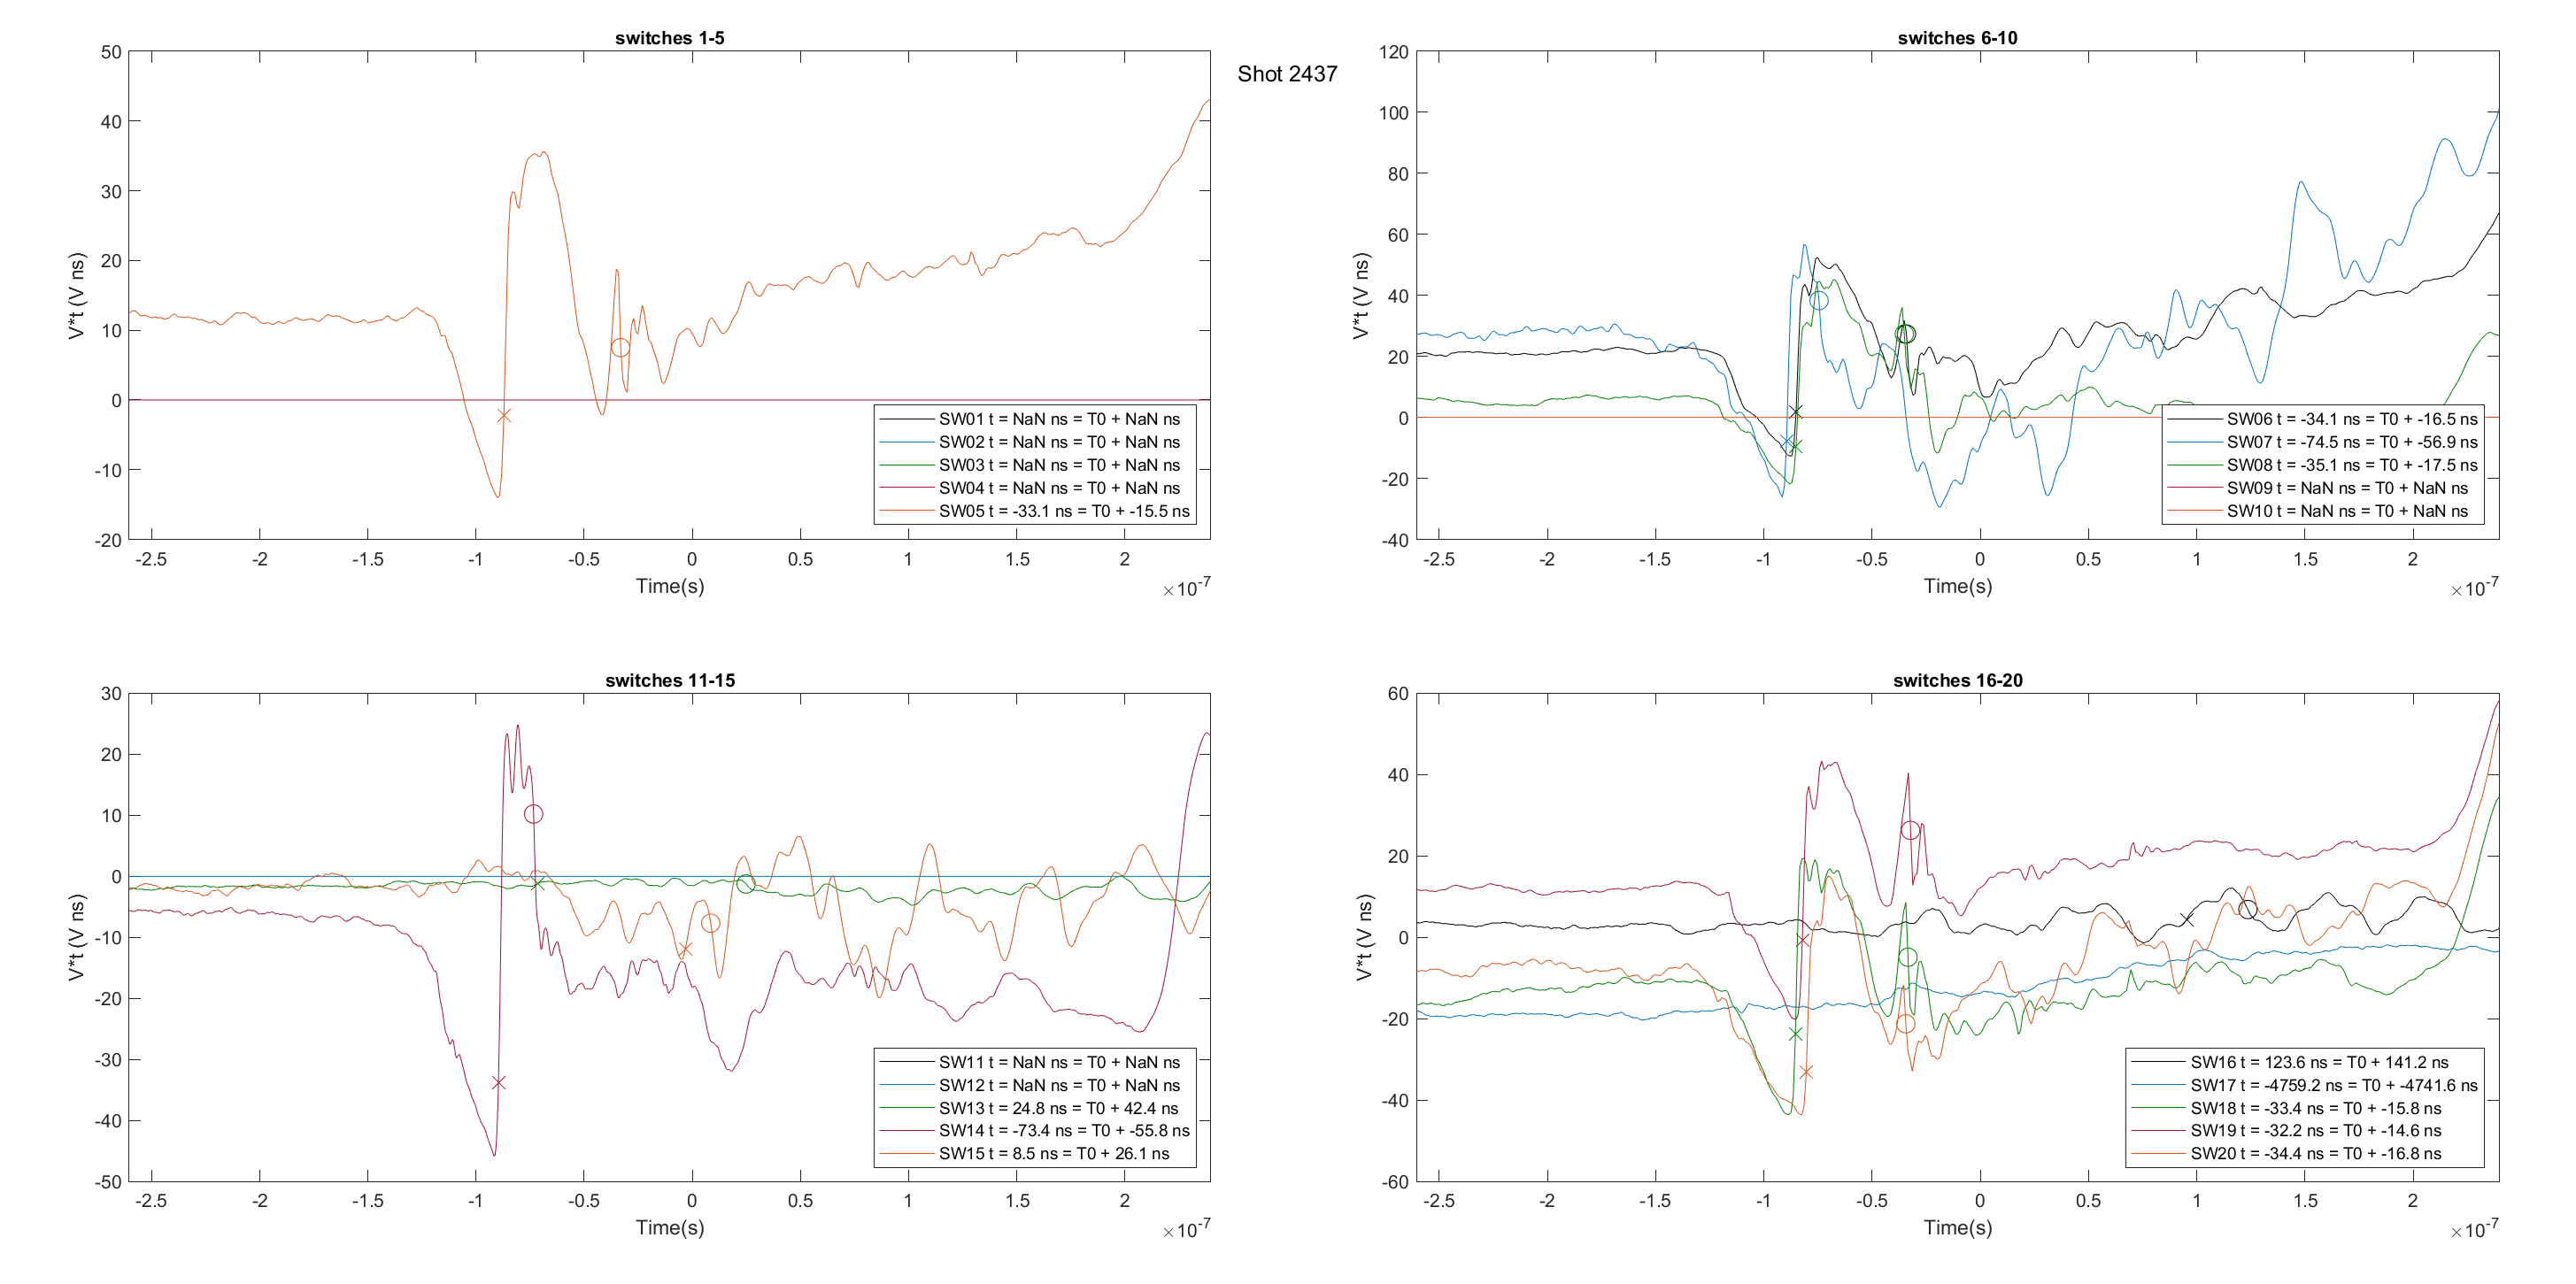 Shot 2437
switches 1-5
V*t (V ns)
50
40
30
20
10
0
-10
-20
-2.5 -2 -1.5 -1 -0.5 0 0.5 1 1.5 2
Time(s)
×10-7
SW01 t = NaN ns = T0 + NaN ns
SW02 t = NaN ns = T0 + NaN ns
SW03 t = NaN ns = T0 + NaN ns
SW04 t = NaN ns = T0 + NaN ns
SW05 t = -33.1 ns = T0 + -15.5 ns
switches 6-10
V*t (V ns)
120
100
80
60
40
20
0
-20
-40
-2.5 -2 -1.5 -1 -0.5 0 0.5 1 1.5 2
Time(s)
×10-7
SW06 t = -34.1 ns = T0 + -16.5 ns
SW07 t = -74.5 ns = T0 + -56.9 ns
SW08 t = -35.1 ns = T0 + -17.5 ns
SW09 t = NaN ns = T0 + NaN ns
SW10 t = NaN ns = T0 + NaN ns
switches 11-15
V*t (V ns)
30
20
10
0
-10
-20
-30
-40
-50
-2.5 -2 -1.5 -1 -0.5 0 0.5 1 1.5 2
Time(s)
×10-7
SW11 t = NaN ns = T0 + NaN ns
SW12 t = NaN ns = T0 + NaN ns
SW13 t = 24.8 ns = T0 + 42.4 ns
SW14 t = -73.4 ns = T0 + -55.8 ns
SW15 t = 8.5 ns = T0 + 26.1 ns
switches 16-20
V*t (V ns)
60
40
20
0
-20
-40
-60
-2.5 -2 -1.5 -1 -0.5 0 0.5 1 1.5 2
Time(s)
×10-7
SW16 t = 123.6 ns = T0 + 141.2 ns
SW17 t = -4759.2 ns = T0 + -4741.6 ns
SW18 t = -33.4 ns = T0 + -15.8 ns
SW19 t = -32.2 ns = T0 + -14.6 ns
SW20 t = -34.4 ns = T0 + -16.8 ns